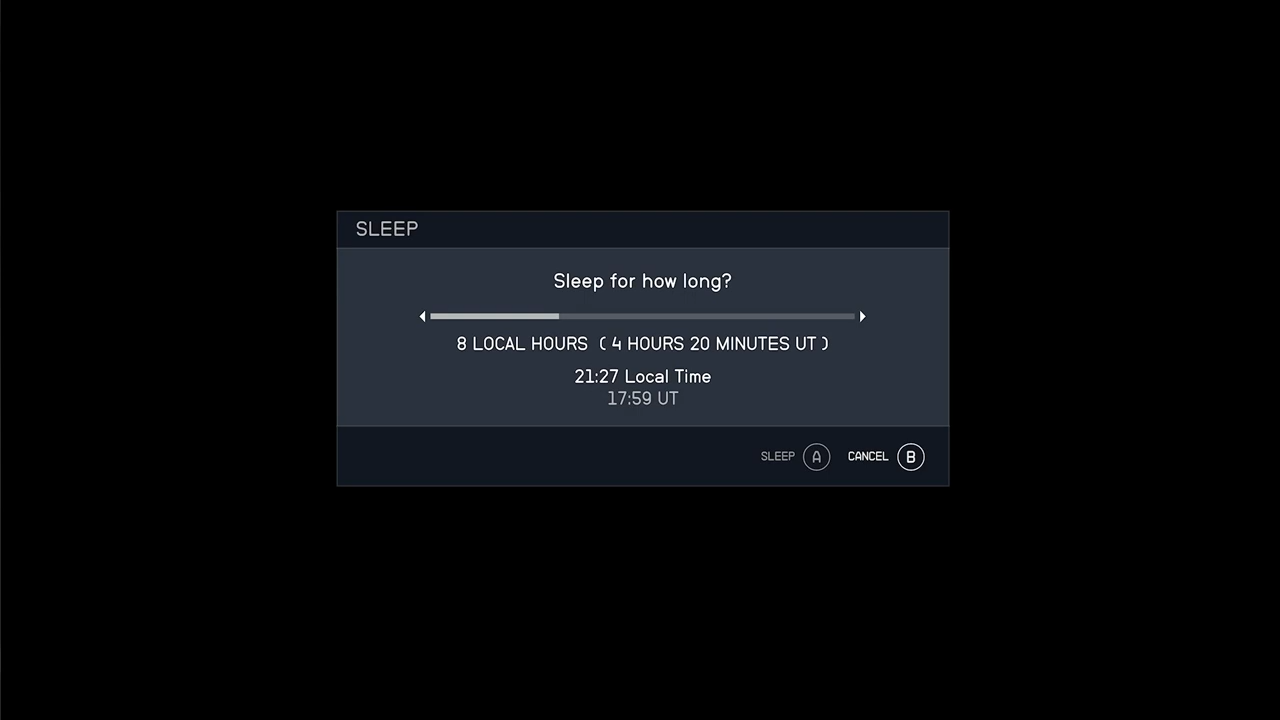 SLEEP
Sleep for how long?
8 LOCAL HOURS ( 4 HOURS 20 MINUTES UT )
21:27 Local Time
17:59 UT
SLEEP A CANCEL B